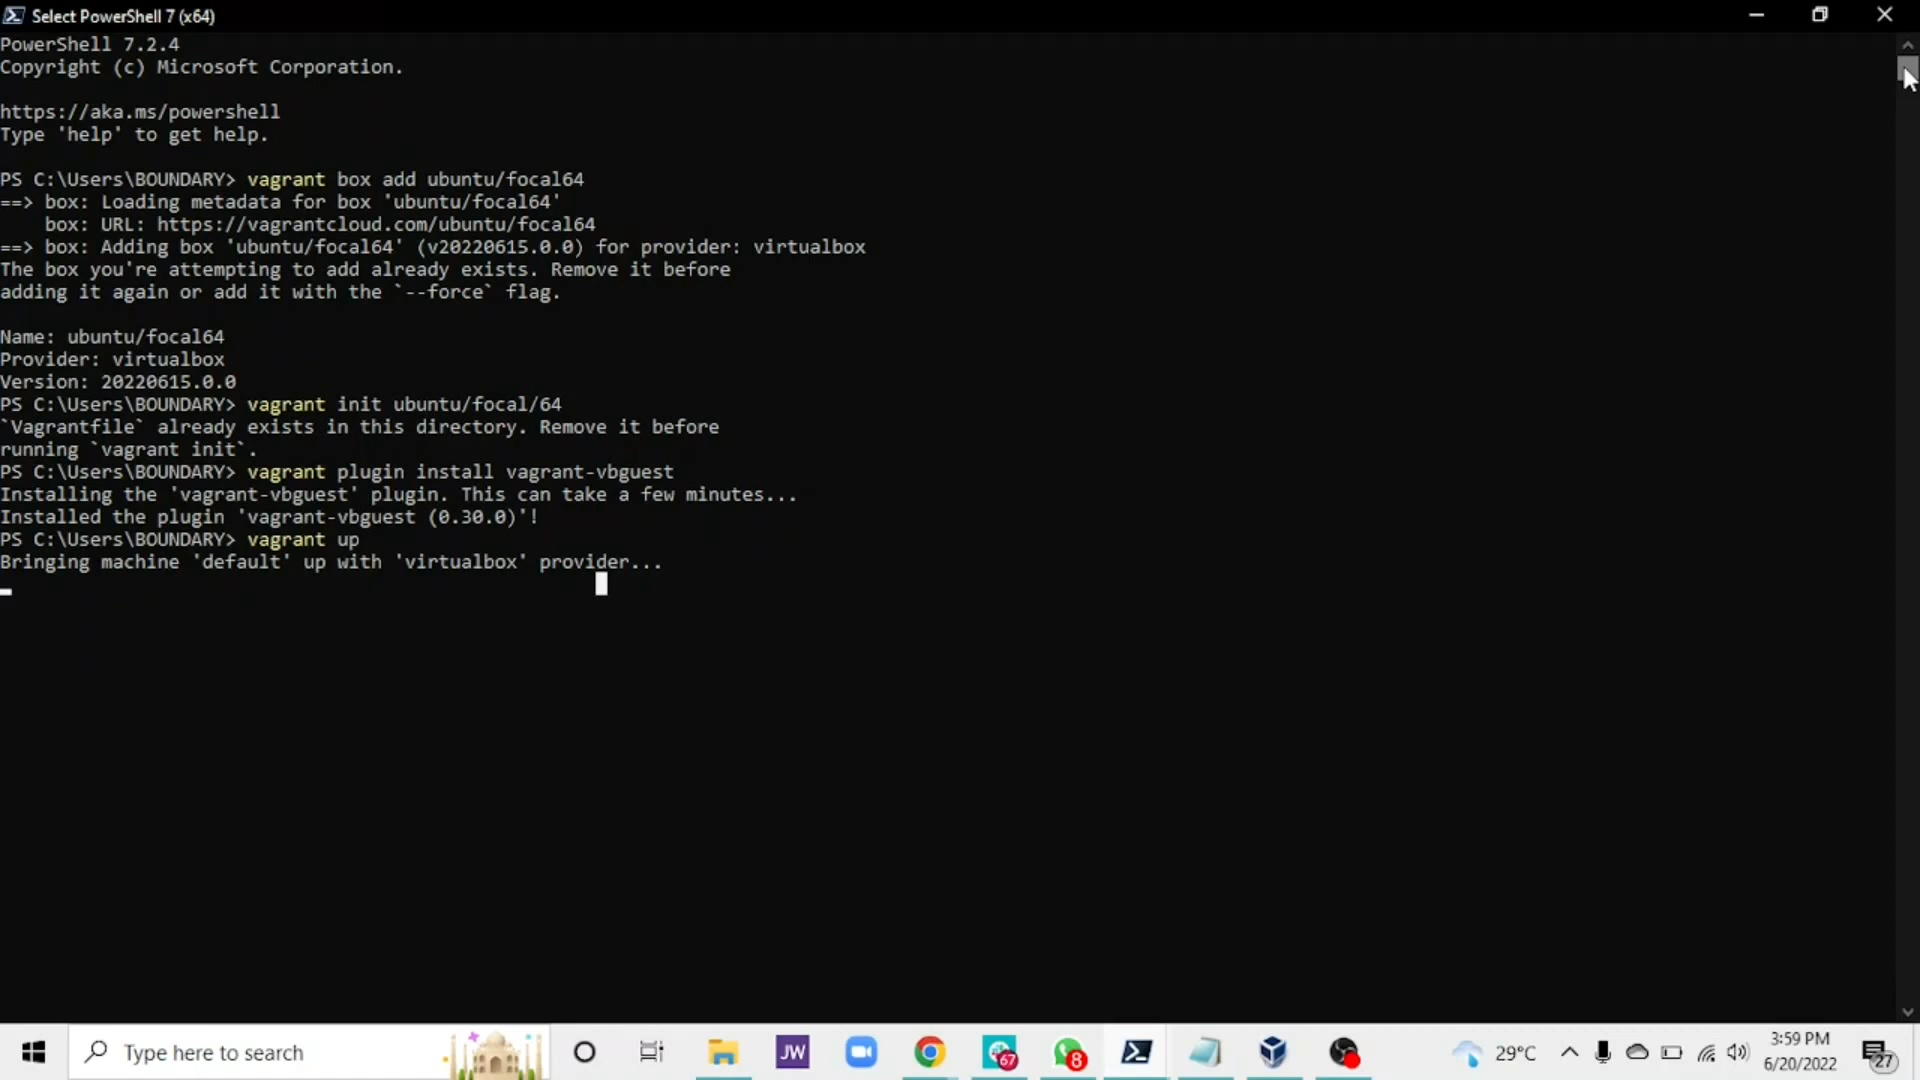 Select PowerShell 7 (x64)
PowerShell 7.2.4
Copyright (c) Microsoft Corporation.
https://aka.ms/powershell
Type 'help' to get help.
PS C:\Users\BOUNDARY> vagrant box add ubuntu/focal64
==> box: Loading metadata for box 'ubuntu/focal64'
box: URL: https://vagrantcloud.com/ubuntu/focal64
==> box: Adding box 'ubuntu/focal64' (v20220615.0.0) for provider: virtualbox
The box you're attempting to add already exists. Remove it before
adding it again or add it with the `--force` flag.
Name: ubuntu/focal64
Provider: virtualbox
Version: 20220615.0.0
PS C:\Users\BOUNDARY> vagrant init ubuntu/focal/64
`Vagrantfile` already exists in this directory. Remove it before
running `vagrant init`.
PS C:\Users\BOUNDARY> vagrant plugin install vagrant-vbguest
Installing the 'vagrant-vbguest' plugin. This can take a few minutes...
Installed the plugin 'vagrant-vbguest (0.30.0)'!
PS C:\Users\BOUNDARY> vagrant up
Bringing machine 'default' up with 'virtualbox' provider...
Type here to search
JW
67
8
29°C
3:59 PM
6/20/2022
27